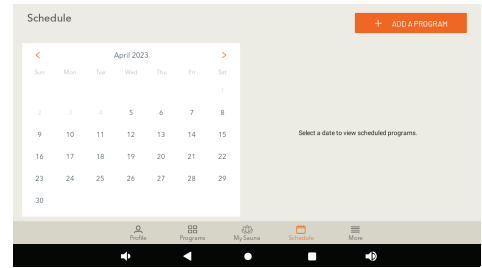 Schedule
+ ADD A PROGRAM
< April 2023 >
Sun Mon Tue Wed Thu Fri Sat
1
2 3 4 5 6 7 8
9 10 11 12 13 14 15
Select a date to view scheduled programs.
16 17 18 19 20 21 22
23 24 25 26 27 28 29
30
Profile Programs My Sauna Schedule More